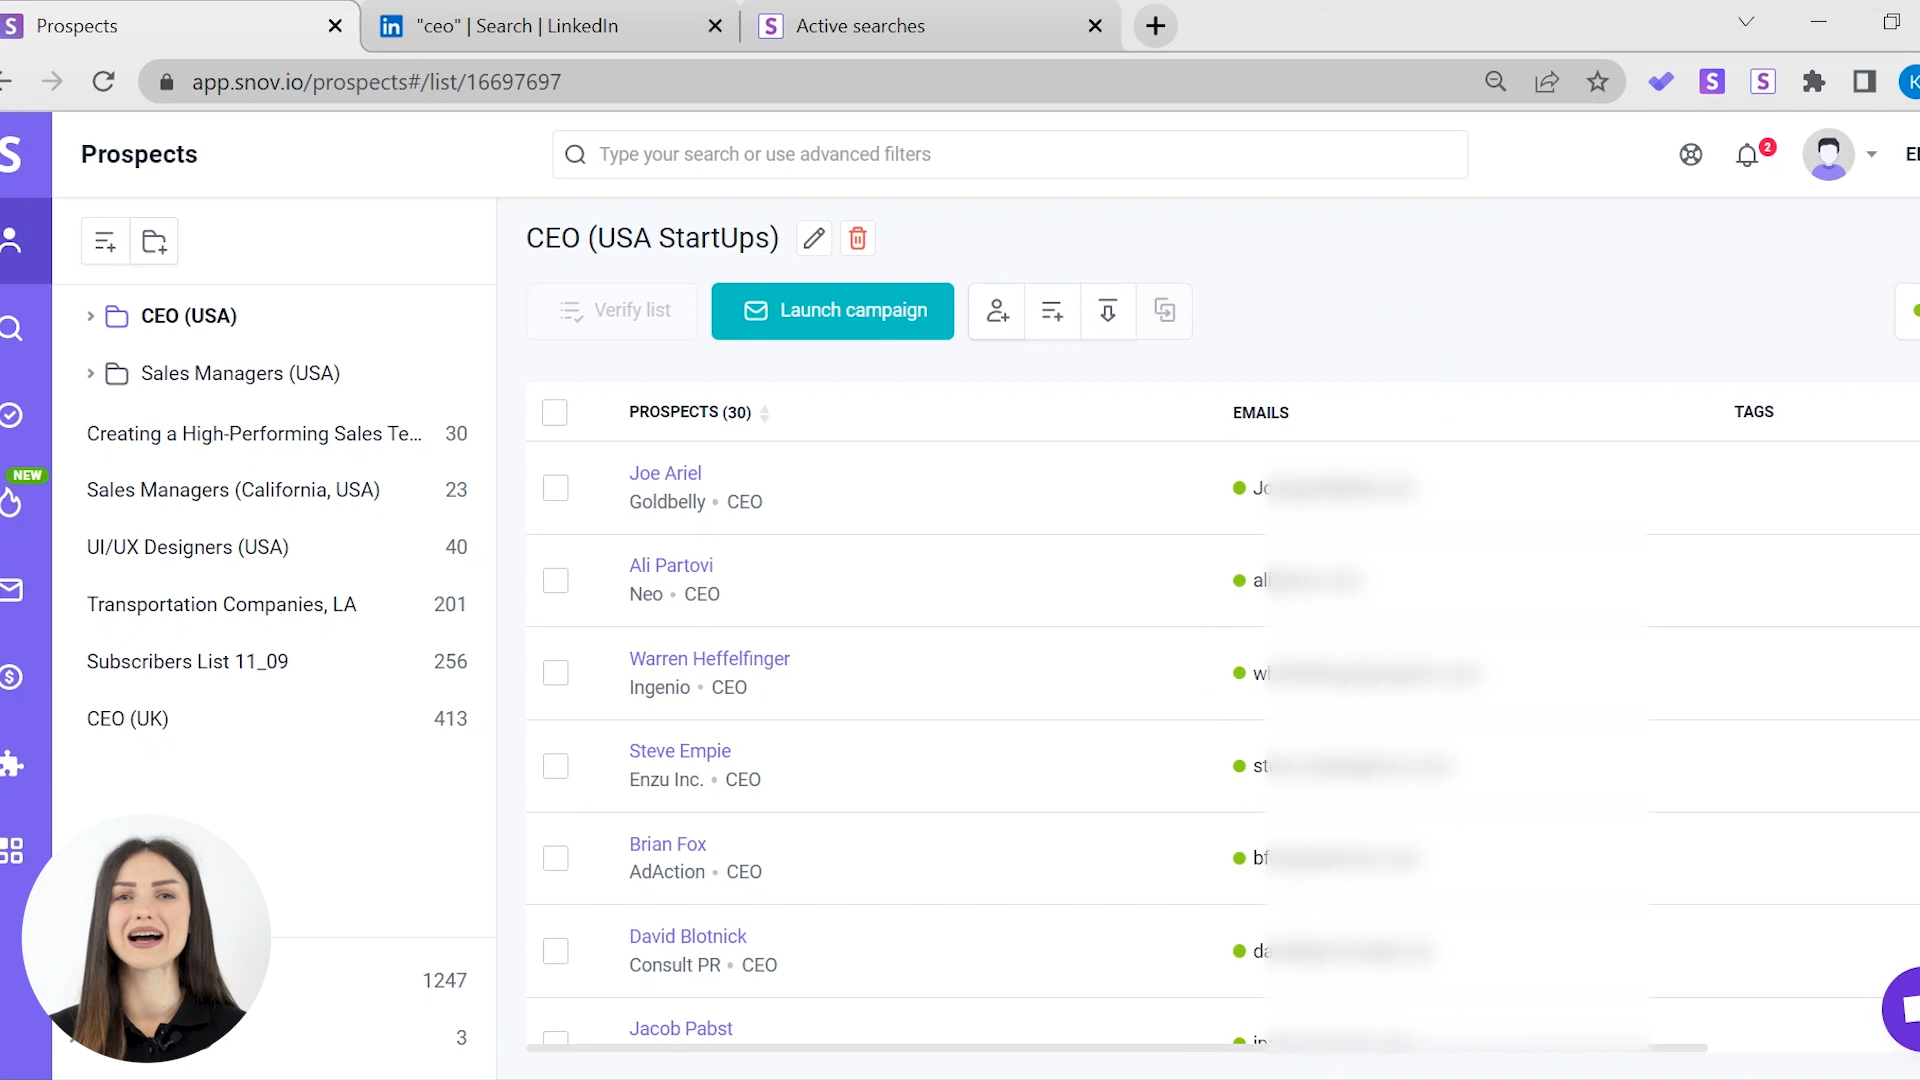 S Prospects
in "ceo" | Search | LinkedIn
S Active searches
app.snov.io/prospects#/list/16697697
S
S
K
S
Prospects
Type your search or use advanced filters
2
CEO (USA StartUps)
Verify list
Launch campaign
CEO (USA)
Sales Managers (USA)
Creating a High-Performing Sales Te... 30
Sales Managers (California, USA) 23
UI/UX Designers (USA) 40
Transportation Companies, LA 201
Subscribers List 11_09 256
CEO (UK) 413
NEW
1247
3
PROSPECTS (30)
EMAILS
TAGS
Joe Ariel
Goldbelly • CEO
Ali Partovi
Neo • CEO
Warren Heffelfinger
Ingenio • CEO
Steve Empie
Enzu Inc. • CEO
Brian Fox
AdAction • CEO
David Blotnick
Consult PR • CEO
Jacob Pabst